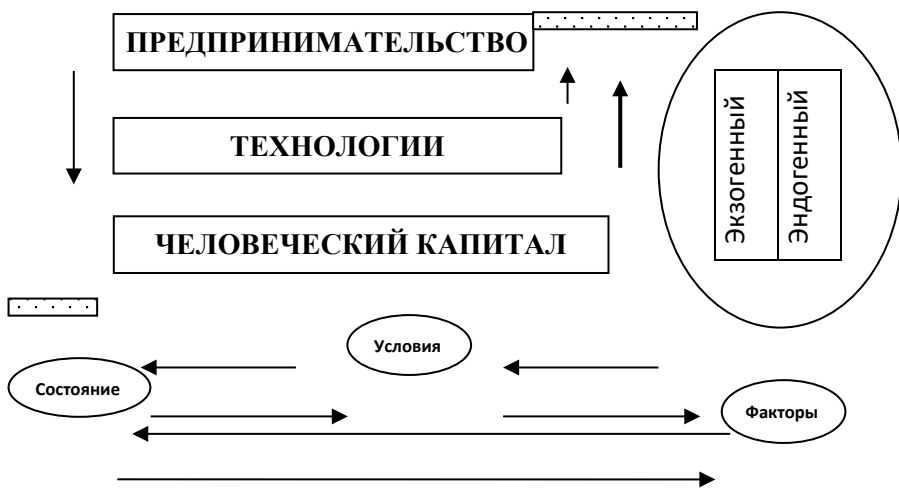 ПРЕДПРИНИМАТЕЛЬСТВО
ТЕХНОЛОГИИ
ЧЕЛОВЕЧЕСКИЙ КАПИТАЛ
Экзогенный
Эндогенный
Условия
Состояние
Факторы